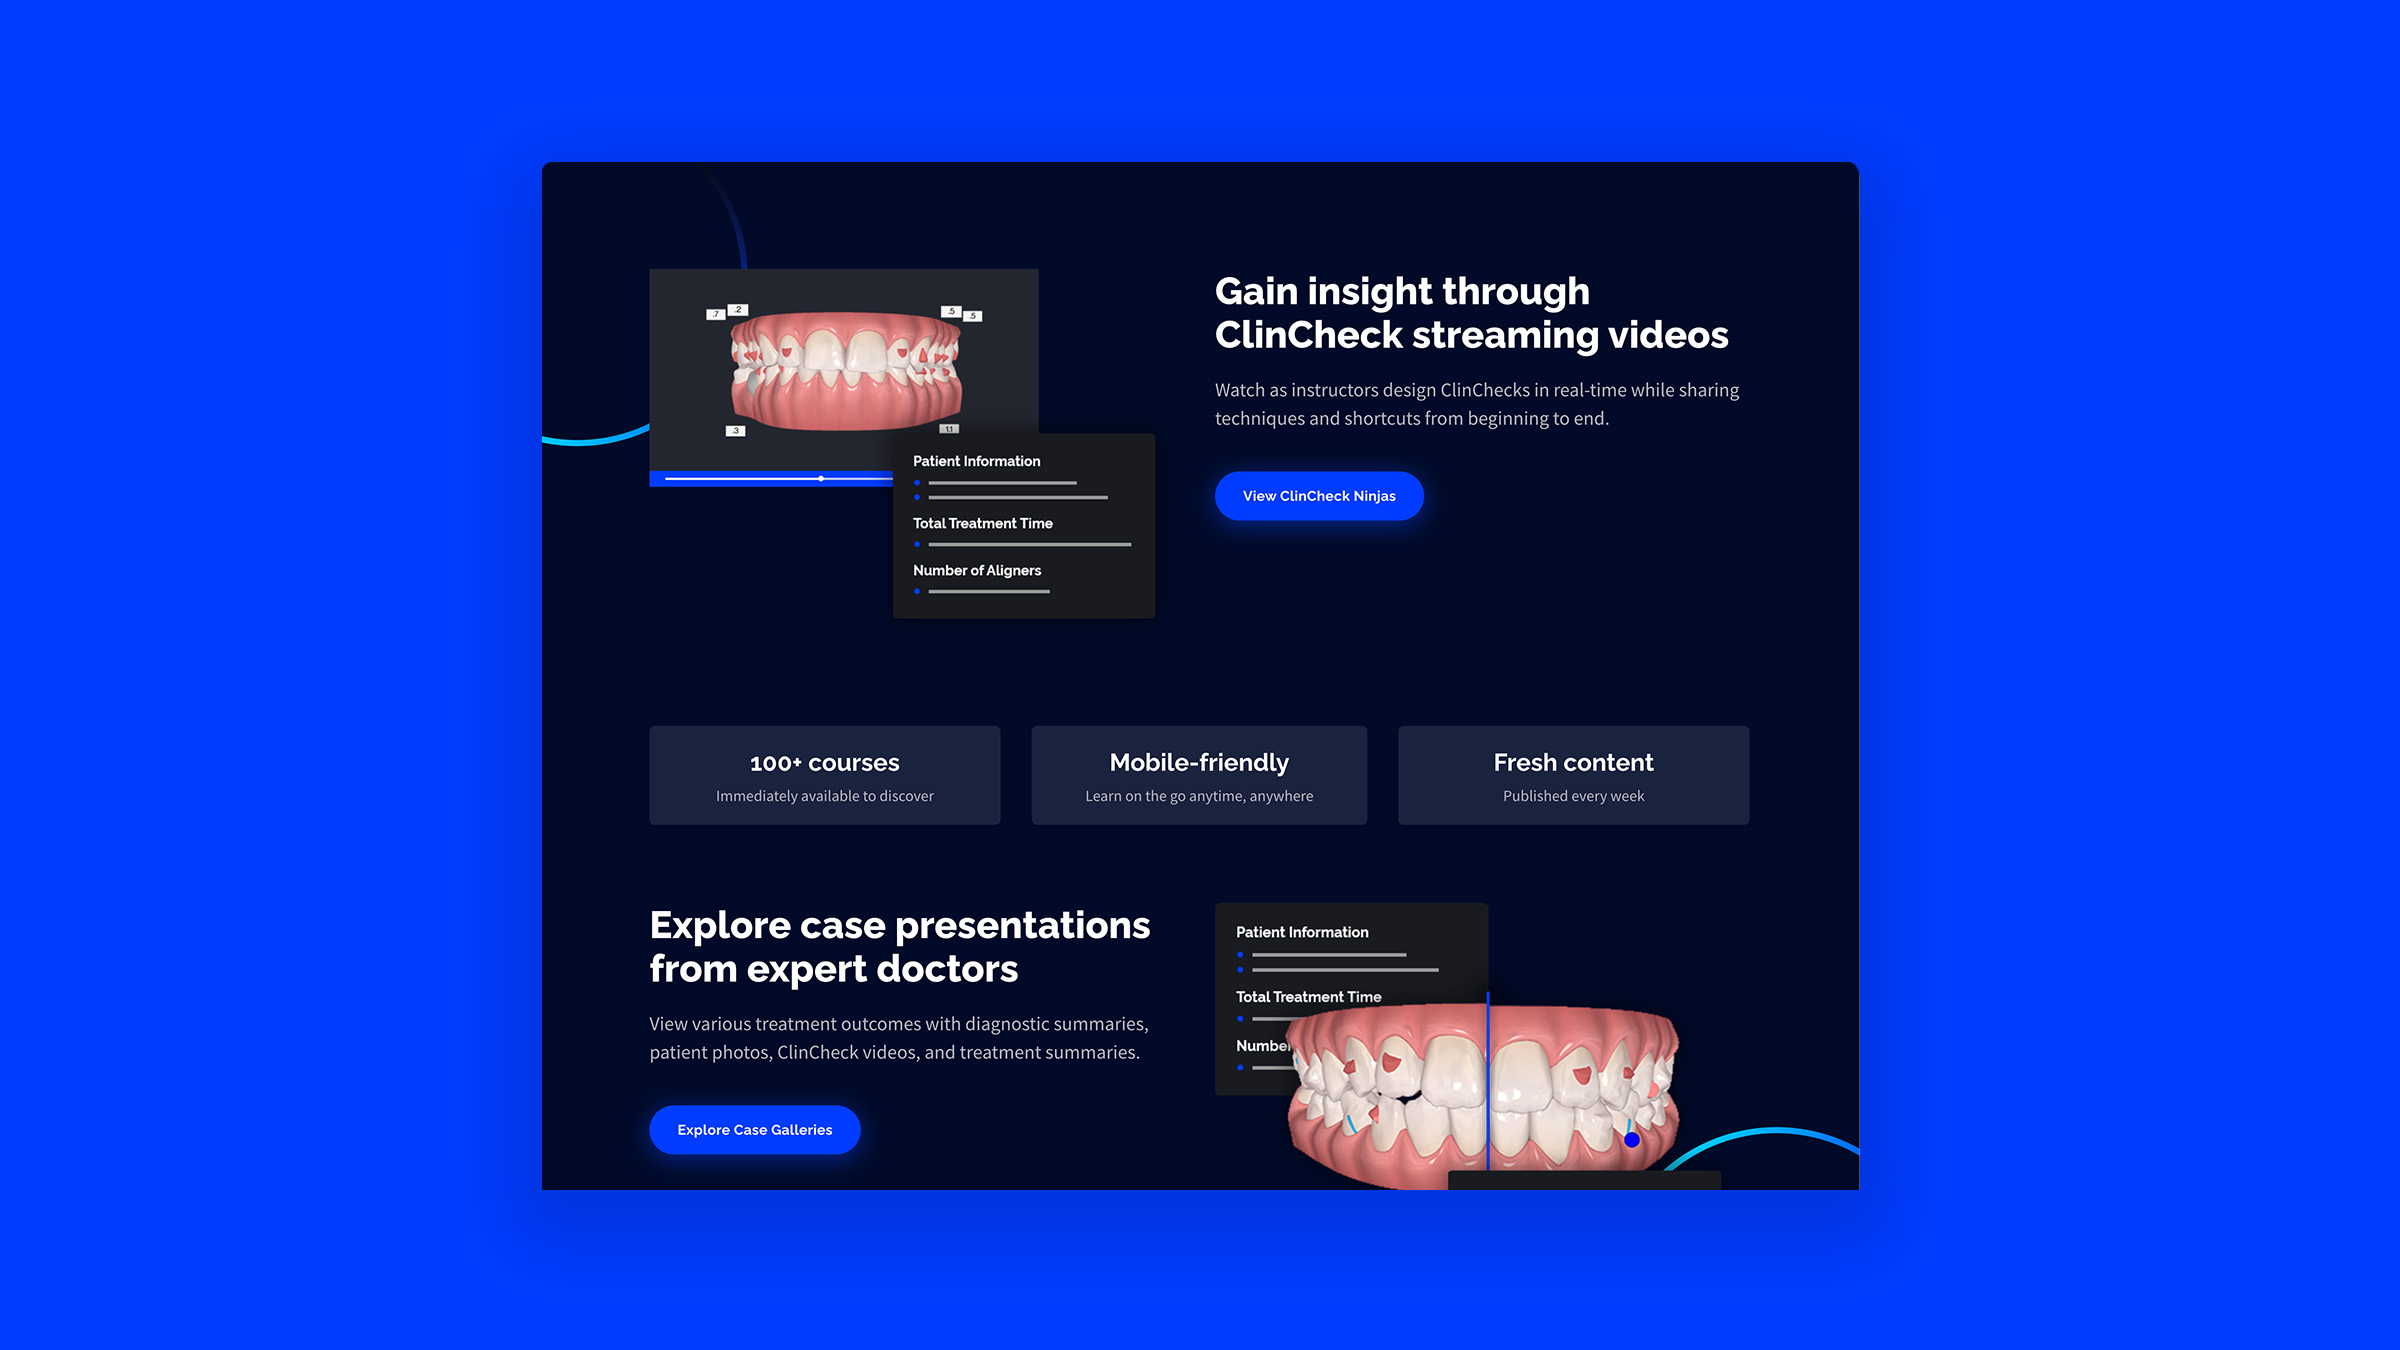 .7
.2
.5
.5
.3
1.1
Patient Information
Total Treatment Time
Number of Aligners
Gain insight through
ClinCheck streaming videos
Watch as instructors design ClinChecks in real-time while sharing
techniques and shortcuts from beginning to end.
View ClinCheck Ninjas
100+ courses
Immediately available to discover
Mobile-friendly
Learn on the go anytime, anywhere
Fresh content
Published every week
Explore case presentations
from expert doctors
View various treatment outcomes with diagnostic summaries,
patient photos, ClinCheck videos, and treatment summaries.
Explore Case Galleries
Patient Information
Total Treatment Time
Number